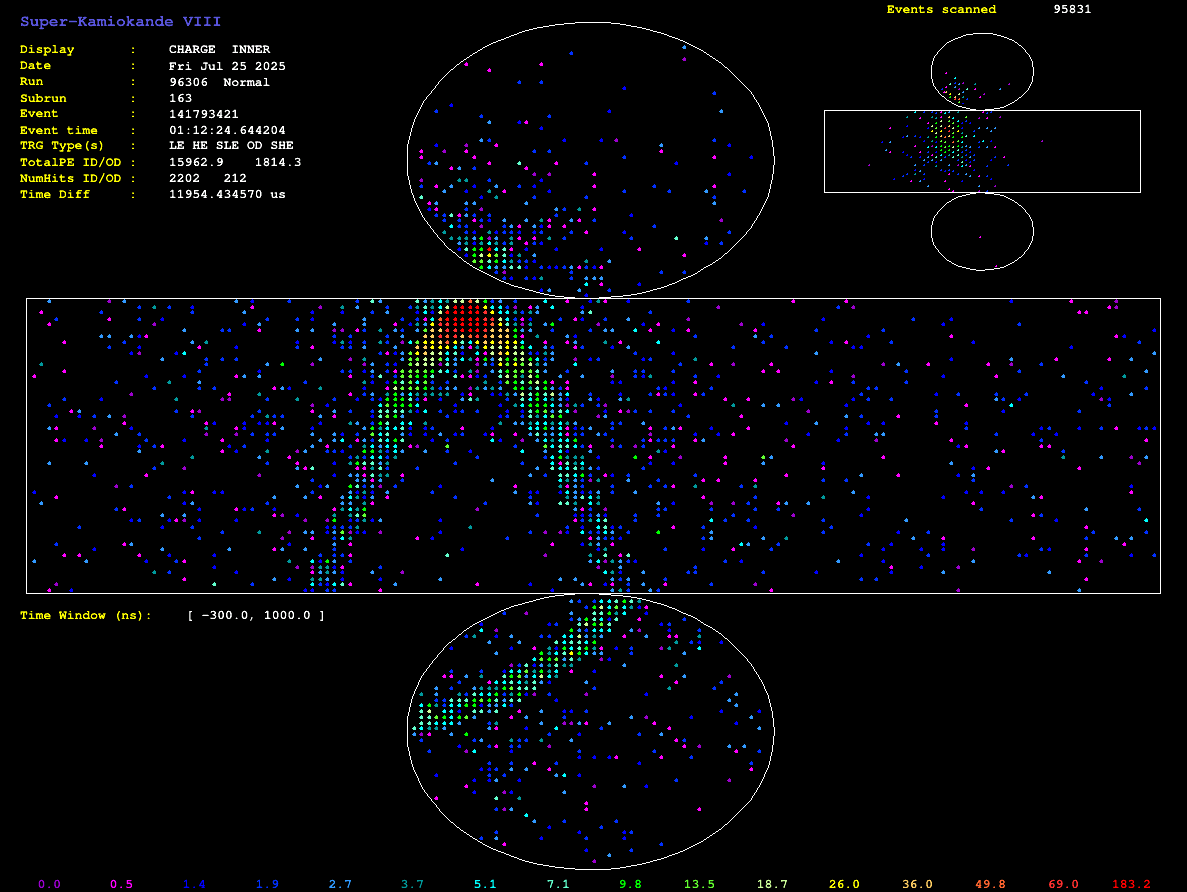 Super-Kamiokande VIII
Events scanned 95831
Display : CHARGE INNER
Date : Fri Jul 25 2025
Run : 96306 Normal
Subrun : 163
Event : 141793421
Event time : 01:12:24.644204
TRG Type(s) : LE HE SLE OD SHE
TotalPE ID/OD : 15962.9 1814.3
NumHits ID/OD : 2202 212
Time Diff : 11954.434570 us
Time Window (ns): [ -300.0, 1000.0 ]
0.0 0.5 1.4 1.9 2.7 3.7 5.1 7.1 9.8 13.5 18.7 26.0 36.0 49.8 69.0 183.2